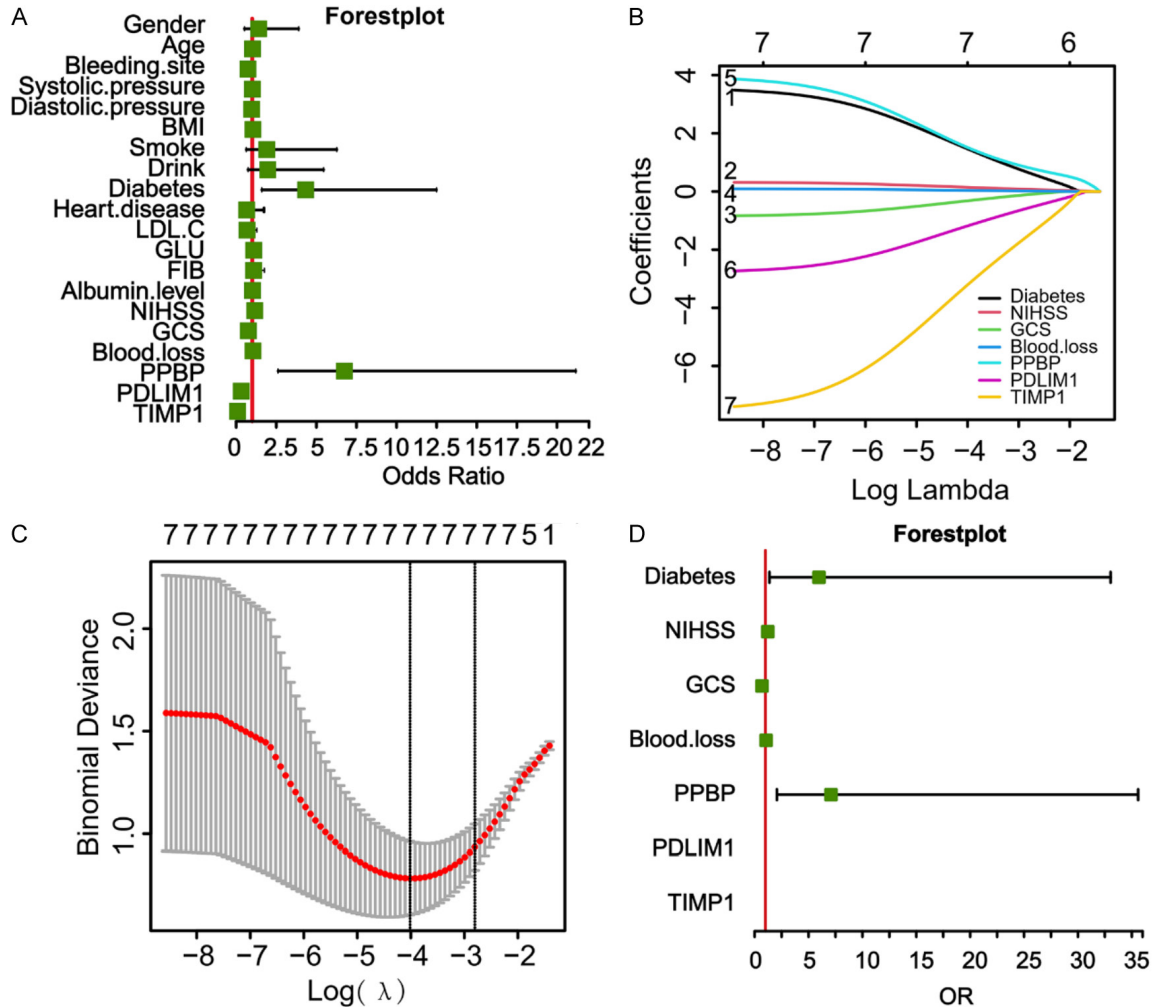 A
Forestplot
Gender
Age
Bleeding.site
Systolic.pressure
Diastolic.pressure
BMI
Smoke
Drink
Diabetes
Heart.disease
LDL.C
GLU
FIB
Albumin.level
NIHSS
GCS
Blood.loss
PPBP
PDLIM1
TIMP1
0 2.5 5 7.5 10 12.5 15 17.5 20 22
Odds Ratio
B
7 7 7 6
4
2
0
−2
−4
−6
Coefficients
5
1
2
4
3
6
7
Diabetes
NIHSS
GCS
Blood.loss
PPBP
PDLIM1
TIMP1
−8 −7 −6 −5 −4 −3 −2
Log Lambda
C
7 7 7 7 7 7 7 7 7 7 7 7 7 7 7 7 7 7 5 1
2.0
1.5
1.0
Binomial Deviance
−8 −7 −6 −5 −4 −3 −2
Log( λ )
D
Forestplot
Diabetes
NIHSS
GCS
Blood.loss
PPBP
PDLIM1
TIMP1
0 5 10 15 20 25 30 35
OR